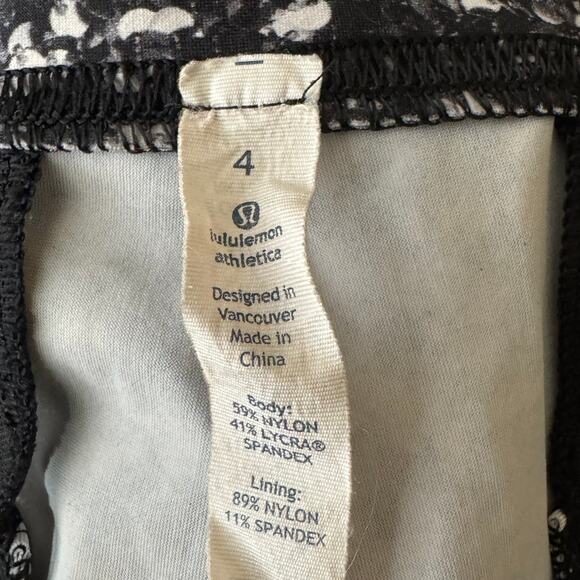 4
lululemon
athletica
Designed in
Vancouver
Made in
China
Body:
59% NYLON
41% LYCRA®
SPANDEX
Lining:
89% NYLON
11% SPANDEX